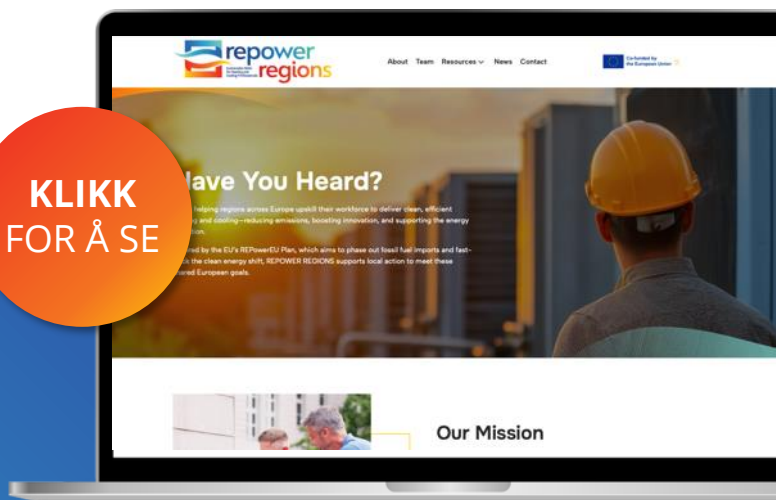 repower
regions
About Team Resources News Contact
Co-funded by
the European Union
KLIKK
FOR Å SE
ave You Heard?
helping regions across Europe upskill their workforce to deliver clean, efficient
and cooling—reducing emissions, boosting innovation, and supporting the energy
by the EU's REPowerEU Plan, which aims to phase out fossil fuel imports and fast-
the clean energy shift, REPOWER REGIONS supports local action to meet these
European goals.
Our Mission